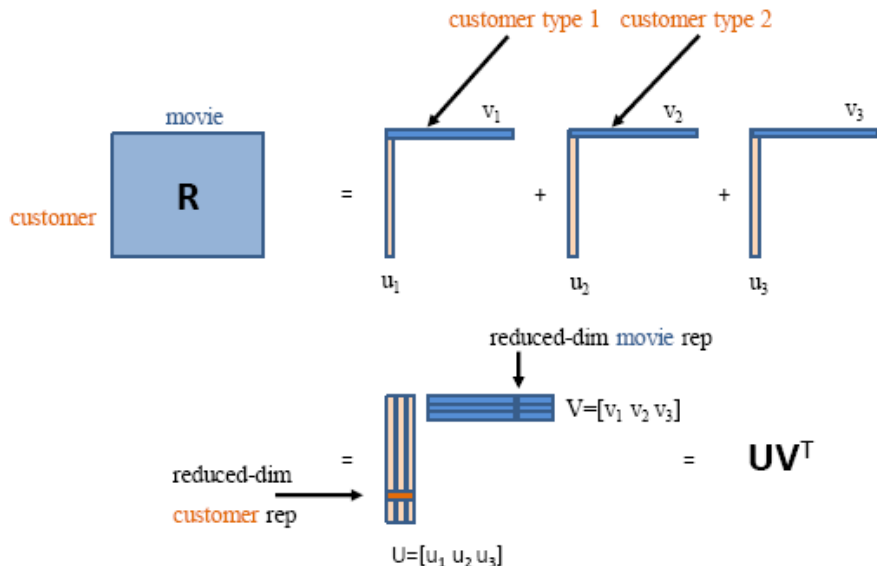 customer type 1 customer type 2
movie
v₁ v₂ v₃
R
customer
= + +
u₁ u₂ u₃
reduced-dim movie rep
V=[v₁ v₂ v₃]
= = UVᵀ
reduced-dim
customer rep
U=[u₁ u₂ u₃]